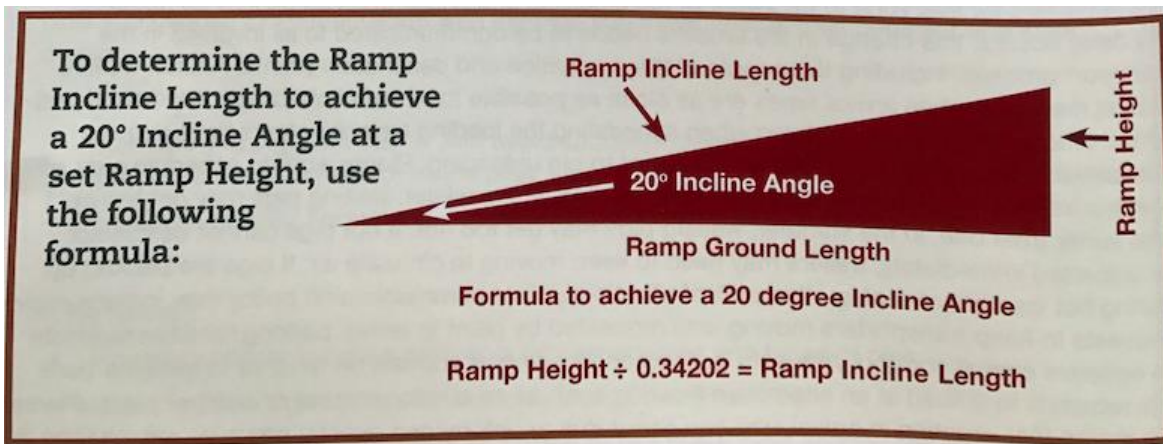 To determine the Ramp
Incline Length to achieve
a 20° Incline Angle at a
set Ramp Height, use
the following
formula:
Ramp Incline Length
Ramp Height
20° Incline Angle
Ramp Ground Length
Formula to achieve a 20 degree Incline Angle
Ramp Height ÷ 0.34202 = Ramp Incline Length